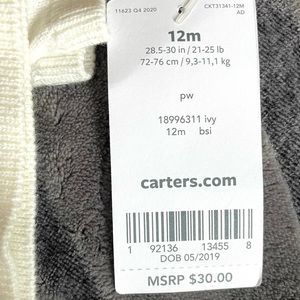 11623 Q4 2020 CXT31341-12M
AD
12m
28.5-30 in / 21-25 lb
72-76 cm / 9,3-11,1 kg
pw
18996311 ivy
12m bsi
carters.com
1 92136 13455 8
DOB 05/2019
MSRP $30.00